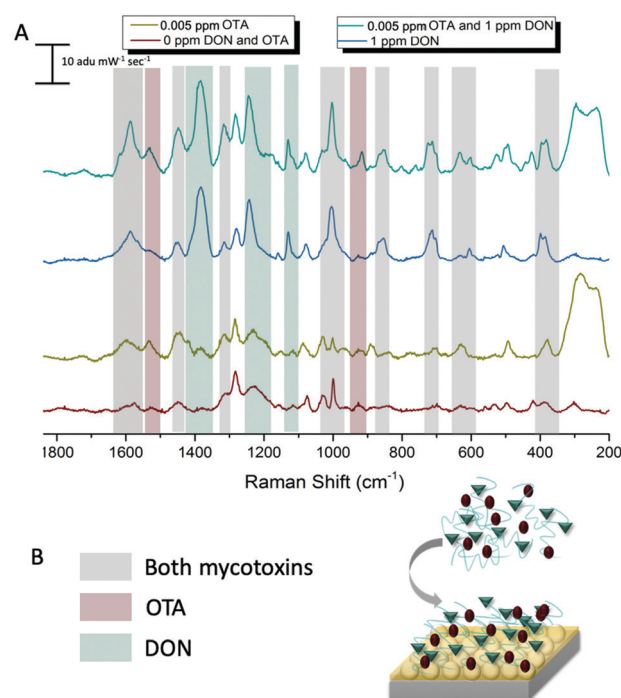 A
0.005 ppm OTA
0 ppm DON and OTA
0.005 ppm OTA and 1 ppm DON
1 ppm DON
10 adu mW⁻¹ sec⁻¹
1800 1600 1400 1200 1000 800 600 400 200
Raman Shift (cm⁻¹)
B
Both mycotoxins
OTA
DON